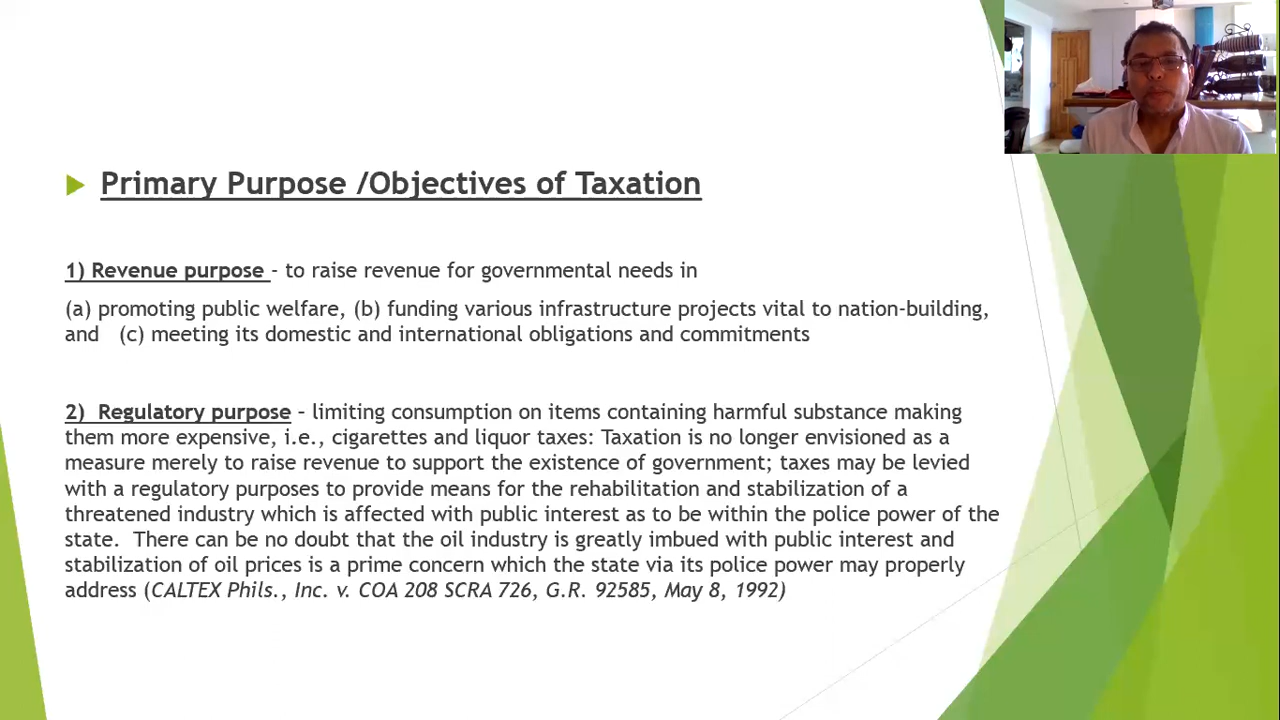 Primary Purpose /Objectives of Taxation
1) Revenue purpose - to raise revenue for governmental needs in
(a) promoting public welfare, (b) funding various infrastructure projects vital to nation-building,
and (c) meeting its domestic and international obligations and commitments
2) Regulatory purpose – limiting consumption on items containing harmful substance making
them more expensive, i.e., cigarettes and liquor taxes: Taxation is no longer envisioned as a
measure merely to raise revenue to support the existence of government; taxes may be levied
with a regulatory purposes to provide means for the rehabilitation and stabilization of a
threatened industry which is affected with public interest as to be within the police power of the
state. There can be no doubt that the oil industry is greatly imbued with public interest and
stabilization of oil prices is a prime concern which the state via its police power may properly
address (CALTEX Phils., Inc. v. COA 208 SCRA 726, G.R. 92585, May 8, 1992)